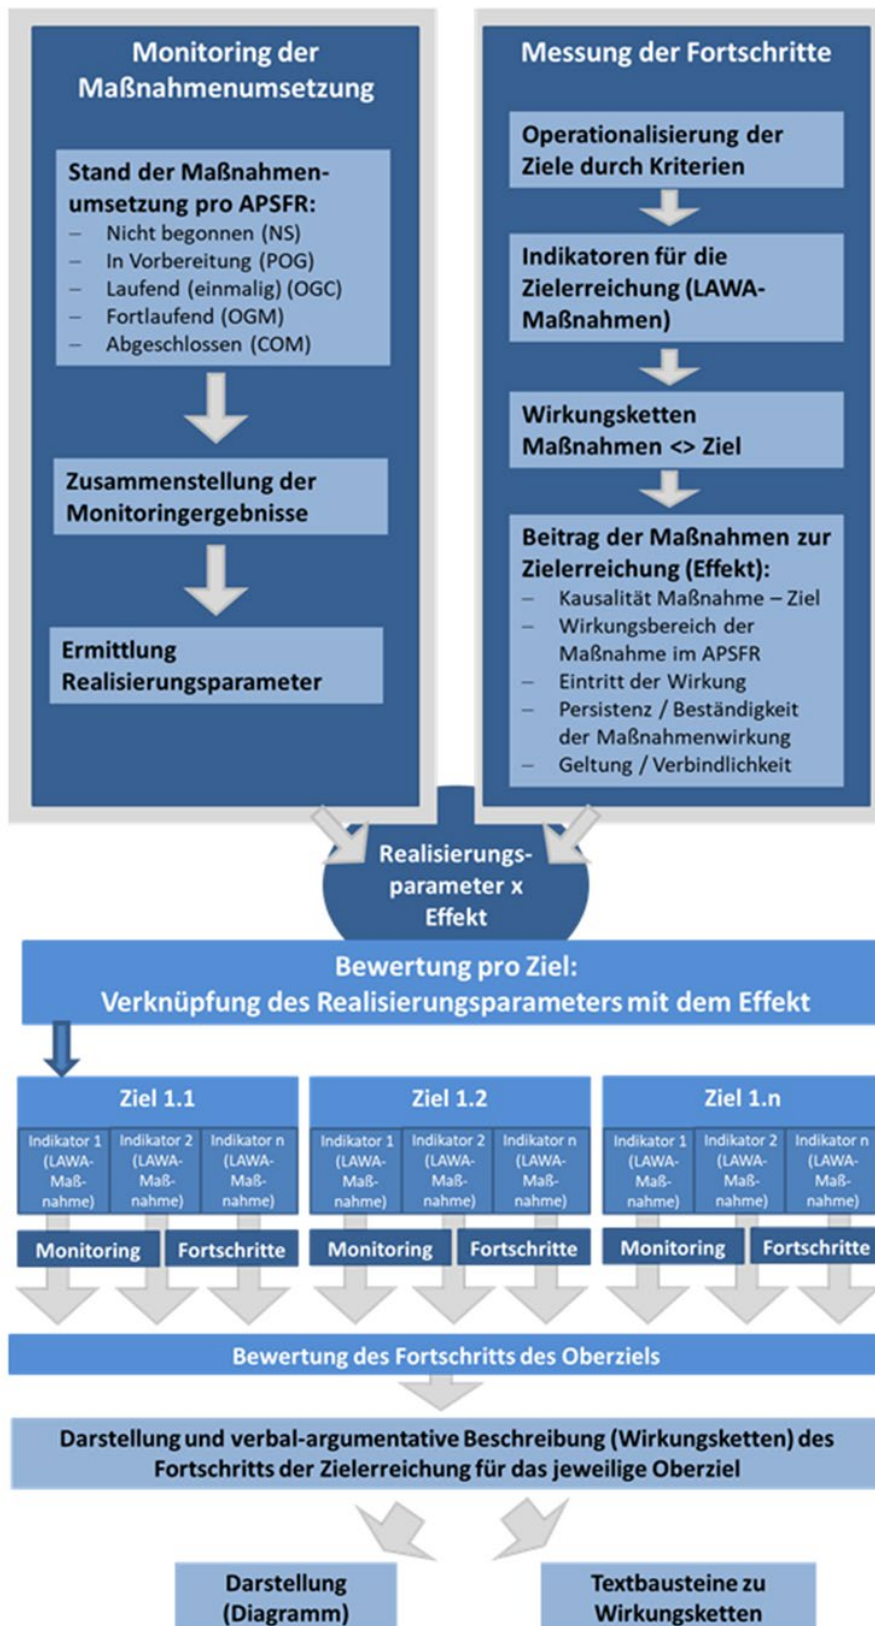 Monitoring der
Maßnahmenumsetzung
Stand der Maßnahmen-
umsetzung pro APSFR:
– Nicht begonnen (NS)
– In Vorbereitung (POG)
– Laufend (einmalig) (OGC)
– Fortlaufend (OGM)
– Abgeschlossen (COM)
Zusammenstellung der
Monitoringergebnisse
Ermittlung
Realisierungsparameter
Messung der Fortschritte
Operationalisierung der
Ziele durch Kriterien
Indikatoren für die
Zielerreichung (LAWA-
Maßnahmen)
Wirkungsketten
Maßnahmen <> Ziel
Beitrag der Maßnahmen zur
Zielerreichung (Effekt):
– Kausalität Maßnahme – Ziel
– Wirkungsbereich der
Maßnahme im APSFR
– Eintritt der Wirkung
– Persistenz / Beständigkeit
der Maßnahmenwirkung
– Geltung / Verbindlichkeit
Realisierungs-
parameter x
Effekt
Bewertung pro Ziel:
Verknüpfung des Realisierungsparameters mit dem Effekt
Ziel 1.1
Indikator 1
(LAWA-
Maß-
nahme)
Indikator 2
(LAWA-
Maß-
nahme)
Indikator n
(LAWA-
Maß-
nahme)
Monitoring
Fortschritte
Ziel 1.2
Indikator 1
(LAWA-
Maß-
nahme)
Indikator 2
(LAWA-
Maß-
nahme)
Indikator n
(LAWA-
Maß-
nahme)
Monitoring
Fortschritte
Ziel 1.n
Indikator 1
(LAWA-
Maß-
nahme)
Indikator 2
(LAWA-
Maß-
nahme)
Indikator n
(LAWA-
Maß-
nahme)
Monitoring
Fortschritte
Bewertung des Fortschritts des Oberziels
Darstellung und verbal-argumentative Beschreibung (Wirkungsketten) des
Fortschritts der Zielerreichung für das jeweilige Oberziel
Darstellung
(Diagramm)
Textbausteine zu
Wirkungsketten